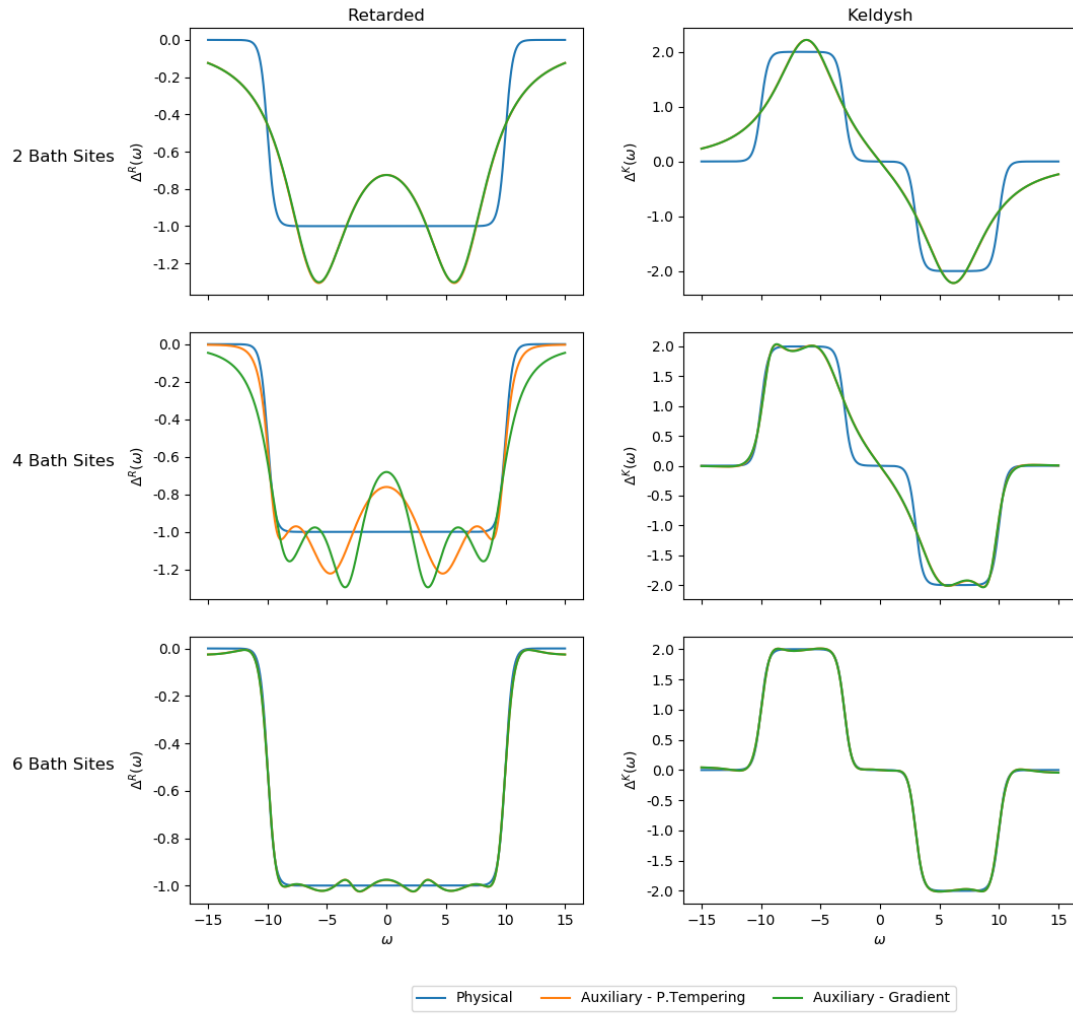 Retarded
Keldysh
2 Bath Sites
Δ^R(ω)
0.0
-0.2
-0.4
-0.6
-0.8
-1.0
-1.2
Δ^K(ω)
2.0
1.0
0.0
-1.0
-2.0
4 Bath Sites
Δ^R(ω)
0.0
-0.2
-0.4
-0.6
-0.8
-1.0
-1.2
Δ^K(ω)
2.0
1.5
1.0
0.5
0.0
-0.5
-1.0
-1.5
-2.0
6 Bath Sites
Δ^R(ω)
0.0
-0.2
-0.4
-0.6
-0.8
-1.0
Δ^K(ω)
2.0
1.5
1.0
0.5
0.0
-0.5
-1.0
-1.5
-2.0
−15 −10 −5 0 5 10 15
−15 −10 −5 0 5 10 15
ω
ω
Physical
Auxiliary - P.Tempering
Auxiliary - Gradient